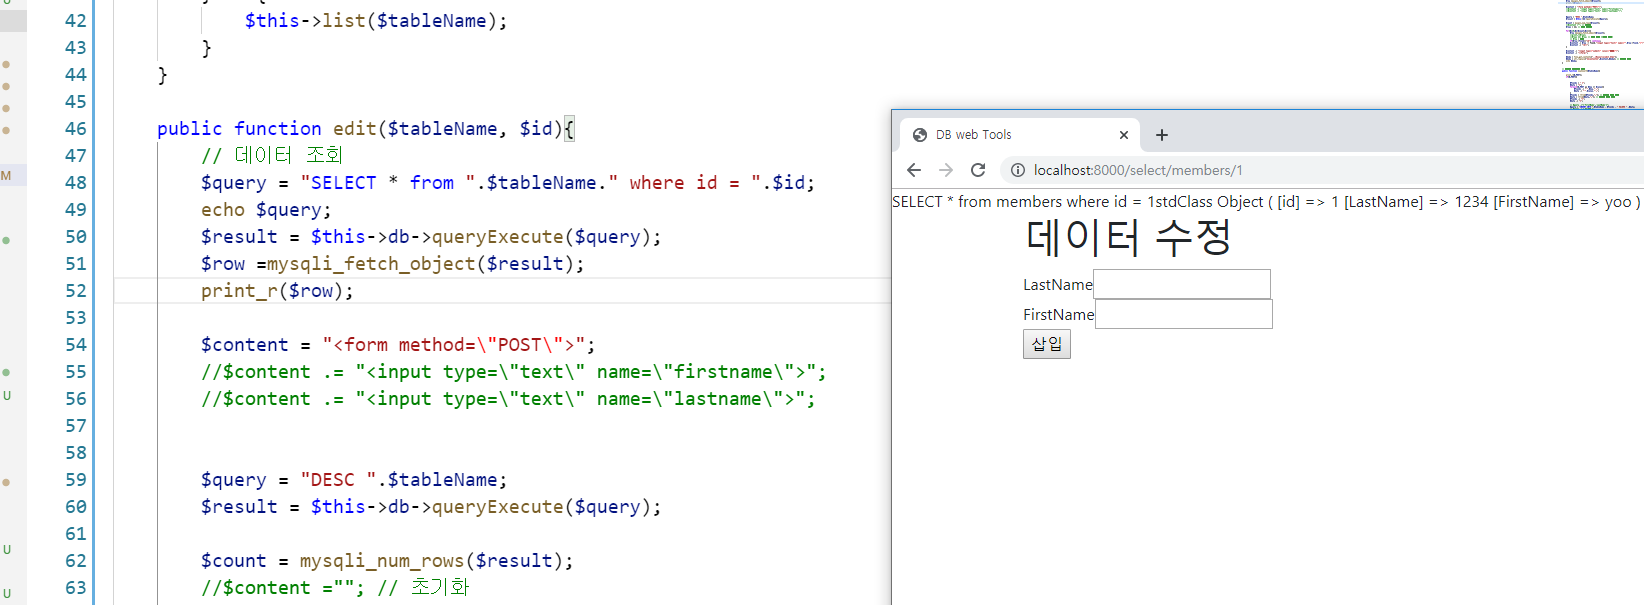 42 $this->list($tableName);
43 }
44 }
45
46 public function edit($tableName, $id){
47 // 데이터 조회
48 $query = "SELECT * from ".$tableName." where id = ".$id;
49 echo $query;
50 $result = $this->db->queryExecute($query);
51 $row =mysqli_fetch_object($result);
52 print_r($row);
53
54 $content = "<form method=\"POST\">";
55 //$content .= "<input type=\"text\" name=\"firstname\">";
56 //$content .= "<input type=\"text\" name=\"lastname\">";
57
58
59 $query = "DESC ".$tableName;
60 $result = $this->db->queryExecute($query);
61
62 $count = mysqli_num_rows($result);
63 //$content =""; // 초기화
M
U
U
U
DB web Tools
localhost:8000/select/members/1
SELECT * from members where id = 1stdClass Object ( [id] => 1 [LastName] => 1234 [FirstName] => yoo )
데이터 수정
LastName
FirstName
삽입